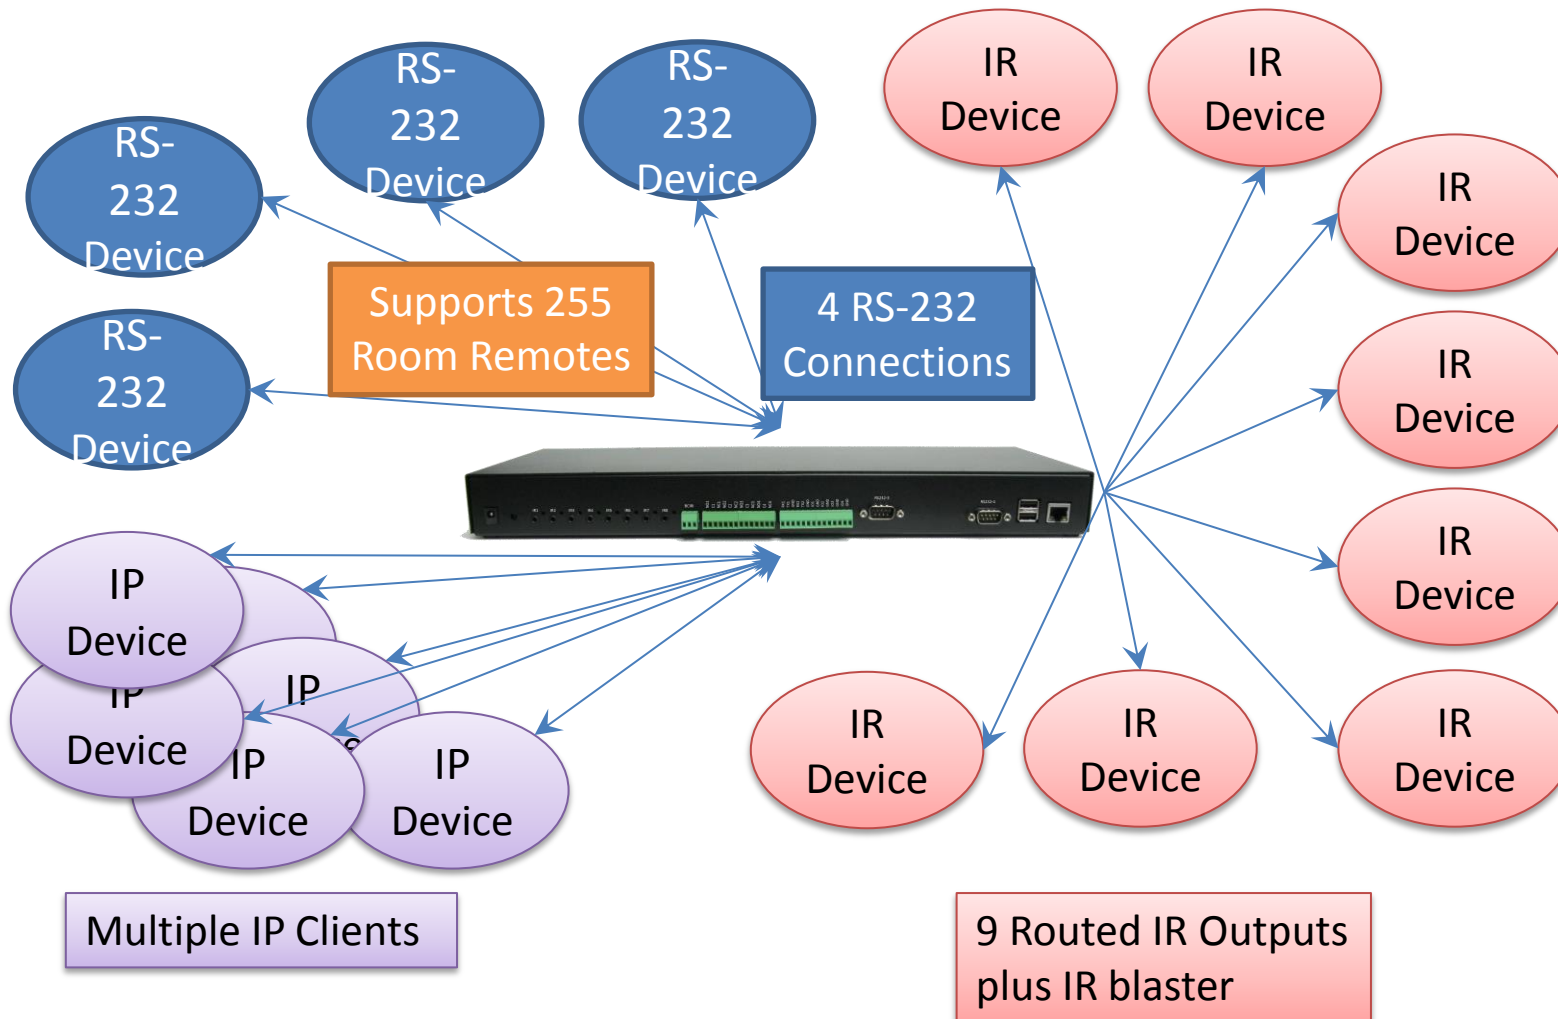 RS-
232
Device
RS-
232
Device
RS-
232
Device
RS-
232
Device
IR
Device
IR
Device
IR
Device
IR
Device
IR
Device
IR
Device
IR
Device
IR
Device
Supports 255
Room Remotes
4 RS-232
Connections
IP
Device
IP
Device
IP
IP
Device
IP
Device
Multiple IP Clients
9 Routed IR Outputs
plus IR blaster